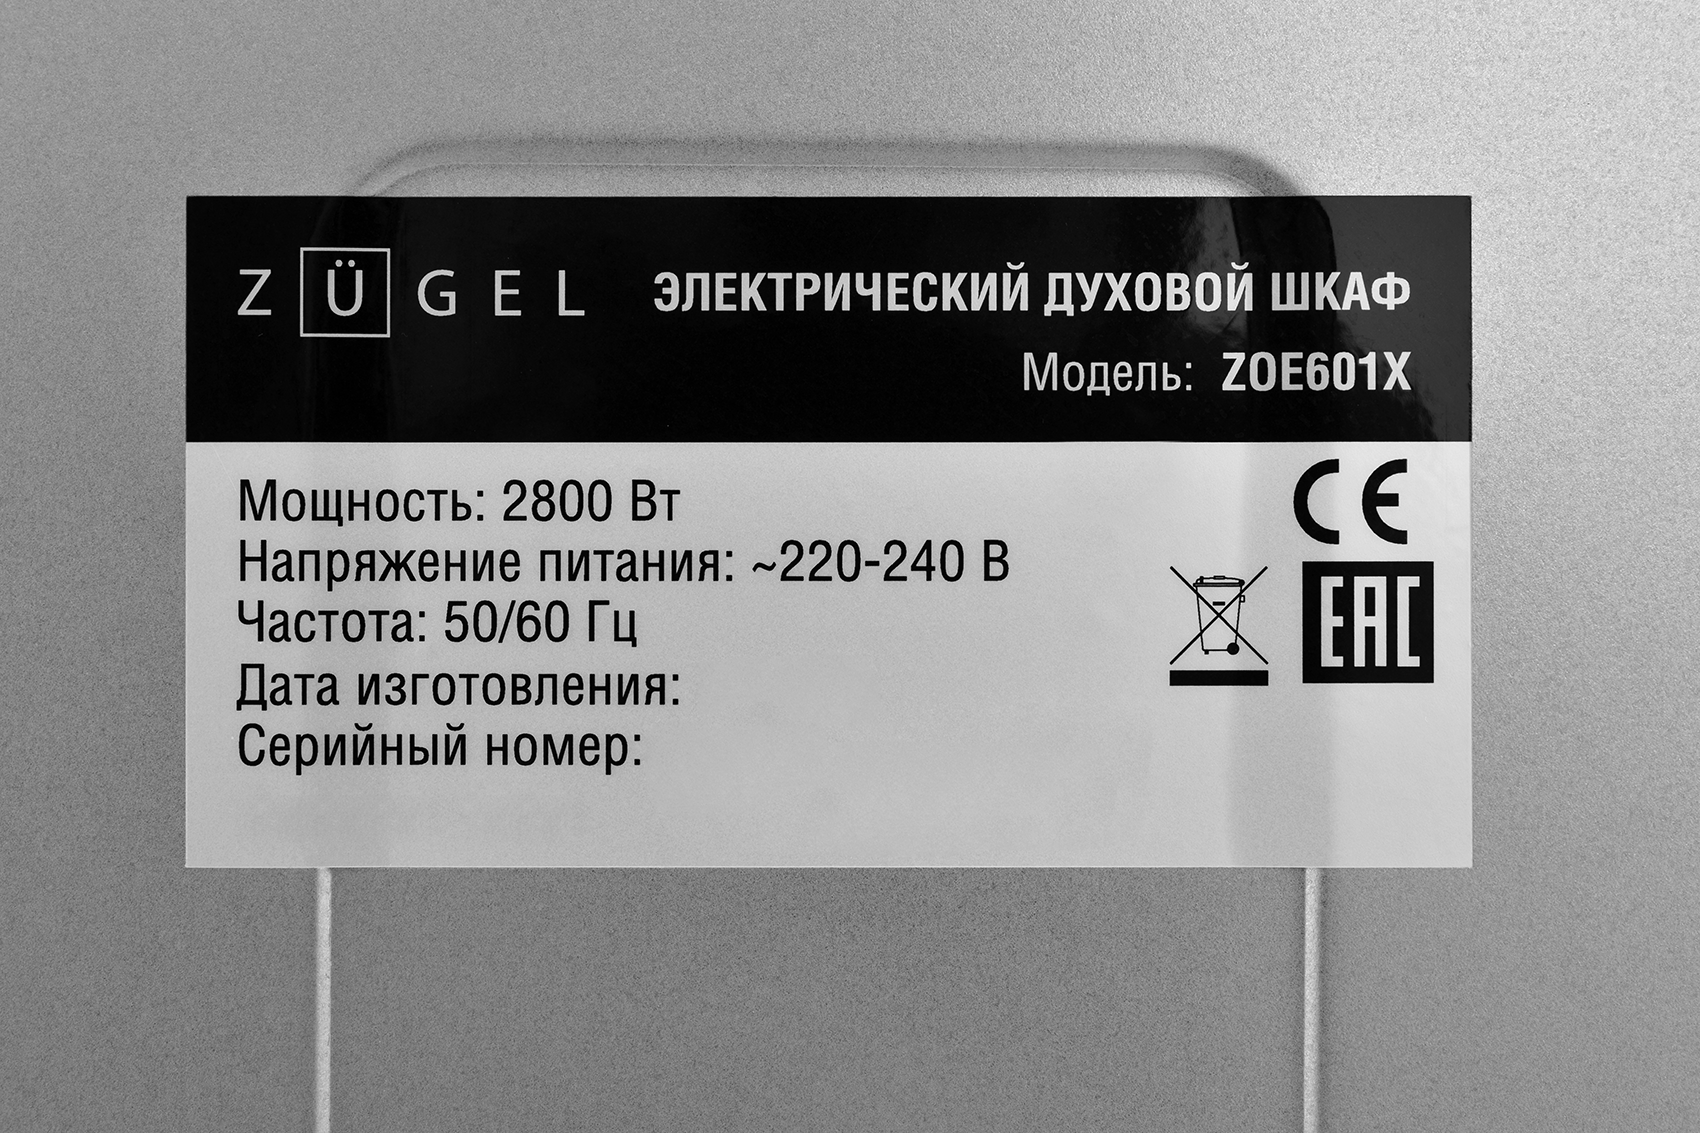 ZÜGEL ЭЛЕКТРИЧЕСКИЙ ДУХОВОЙ ШКАФ
Модель: ZOE601X
Мощность: 2800 Вт
Напряжение питания: ~220-240 В
Частота: 50/60 Гц
Дата изготовления:
Серийный номер:
CE
EAC